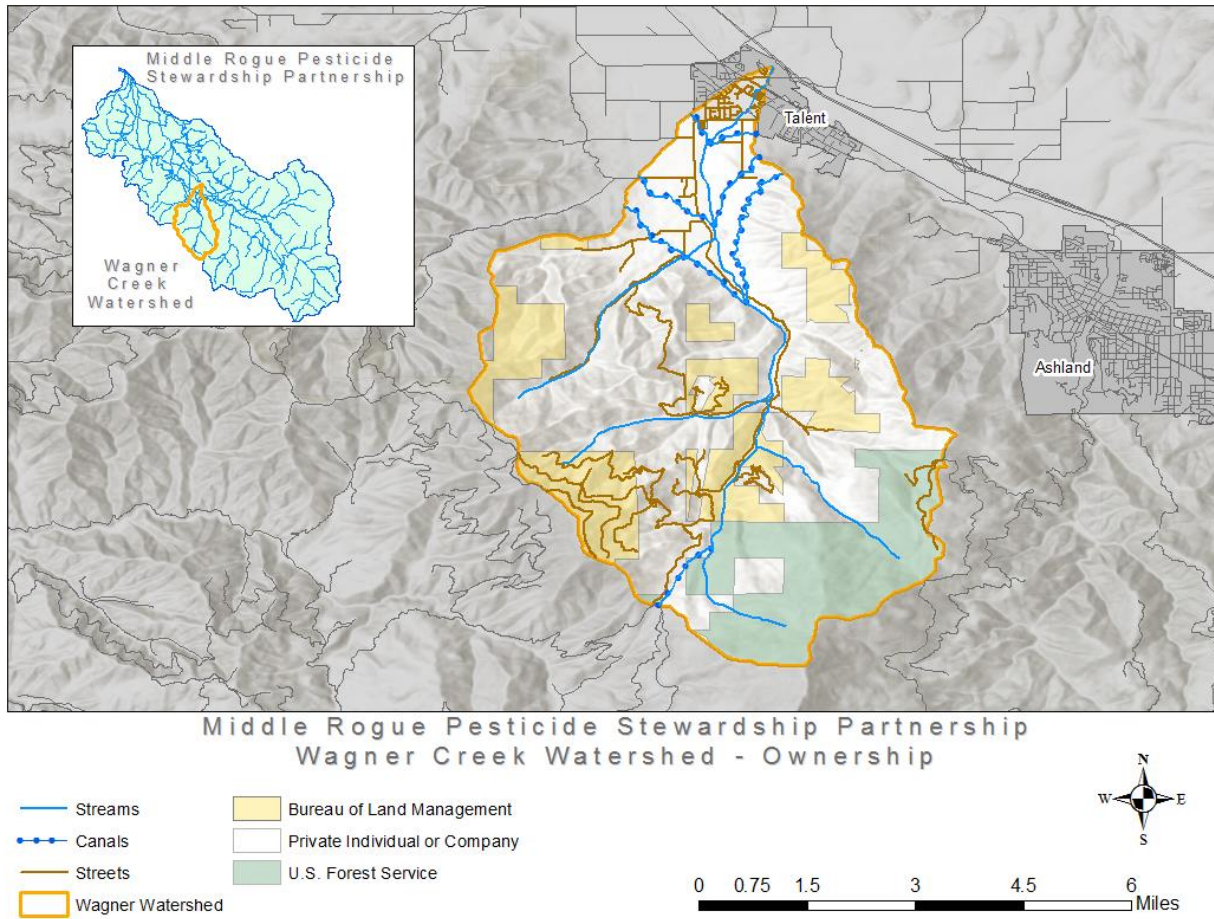 Middle Rogue Pesticide
Stewardship Partnership
Wagner
Creek
Watershed
Talent
Ashland
Middle Rogue Pesticide Stewardship Partnership
Wagner Creek Watershed - Ownership
Streams
Canals
Streets
Wagner Watershed
Bureau of Land Management
Private Individual or Company
U.S. Forest Service
N
W E
S
0 0.75 1.5 3 4.5 6
Miles